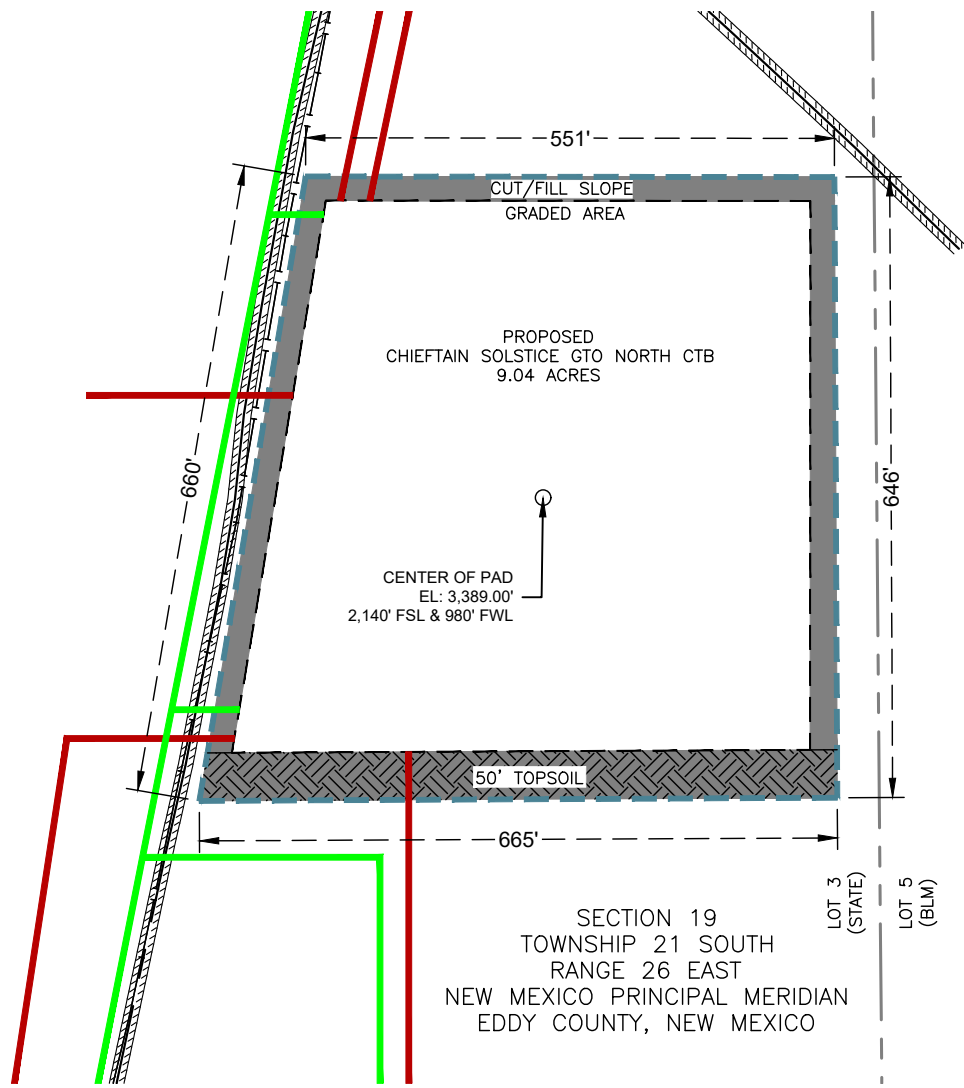 551'
CUT/FILL SLOPE
GRADED AREA
PROPOSED
CHIEFTAIN SOLSTICE GTO NORTH CTB
9.04 ACRES
660'
646'
CENTER OF PAD
EL: 3,389.00'
2,140' FSL & 980' FWL
50' TOPSOIL
665'
LOT 3
(STATE)
LOT 5
(BLM)
SECTION 19
TOWNSHIP 21 SOUTH
RANGE 26 EAST
NEW MEXICO PRINCIPAL MERIDIAN
EDDY COUNTY, NEW MEXICO